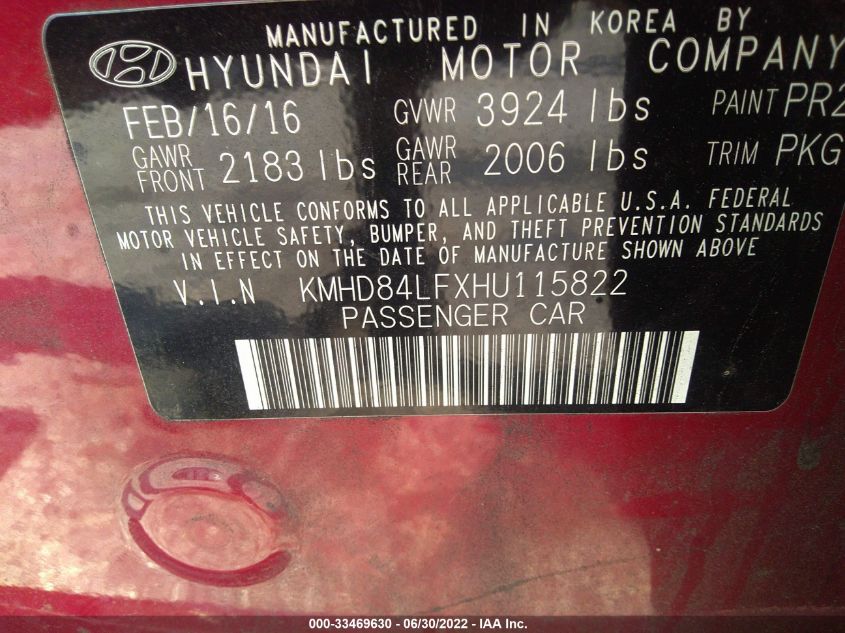 MANUFACTURED IN KOREA BY
HYUNDAI MOTOR COMPANY
FEB/16/16 GVWR 3924 lbs PAINT PR2
GAWR FRONT 2183 lbs GAWR REAR 2006 lbs TRIM PKG
THIS VEHICLE CONFORMS TO ALL APPLICABLE U.S.A. FEDERAL
MOTOR VEHICLE SAFETY, BUMPER, AND THEFT PREVENTION STANDARDS
IN EFFECT ON THE DATE OF MANUFACTURE SHOWN ABOVE
V.I.N KMHD84LFXHU115822
PASSENGER CAR
000-33469630 - 06/30/2022 - IAA Inc.